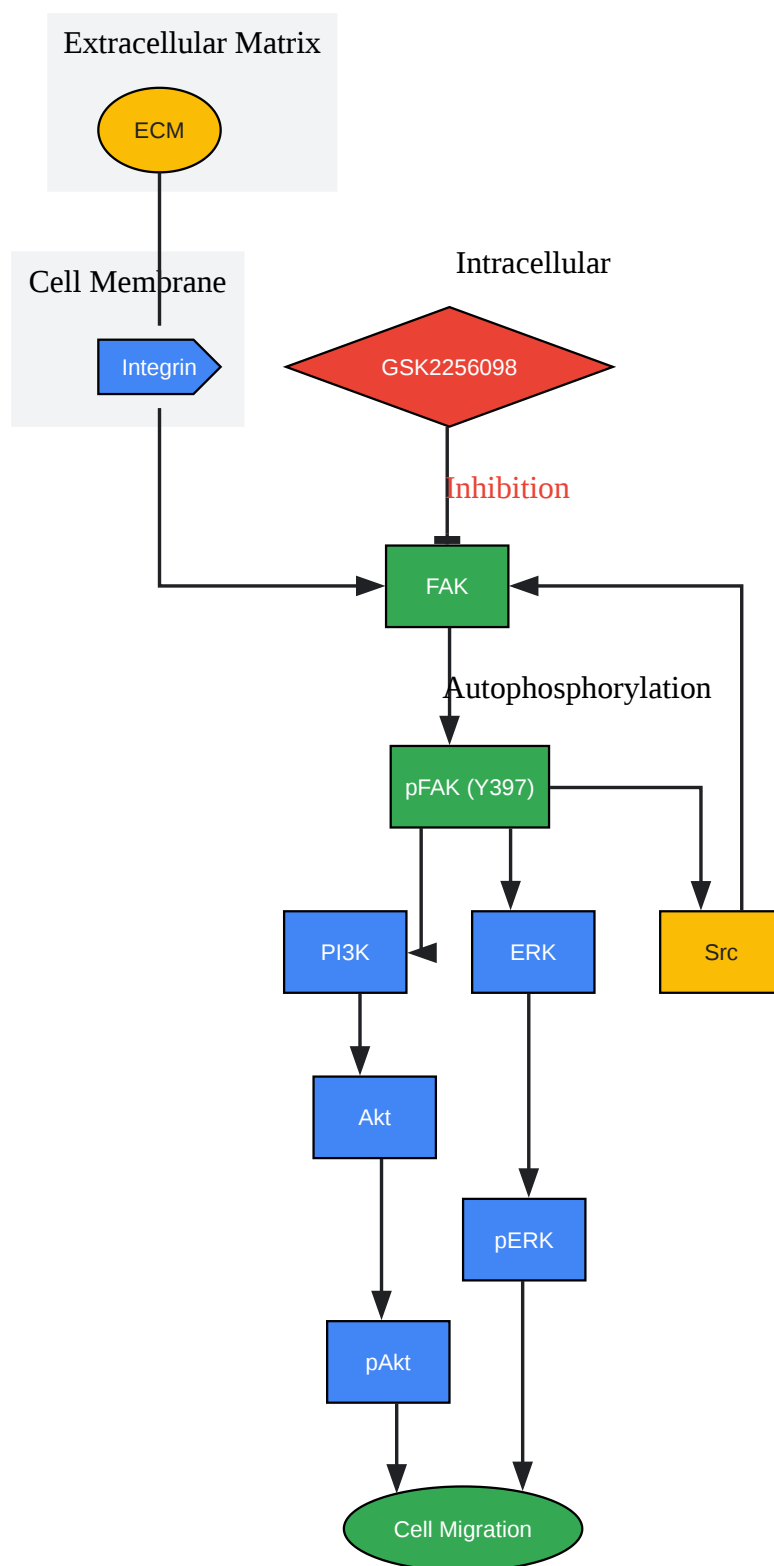 Extracellular Matrix
ECM
Cell Membrane
Intracellular
Integrin
GSK2256098
Inhibition
FAK
Autophosphorylation
pFAK (Y397)
PI3K
ERK
Src
Akt
pERK
pAkt
Cell Migration